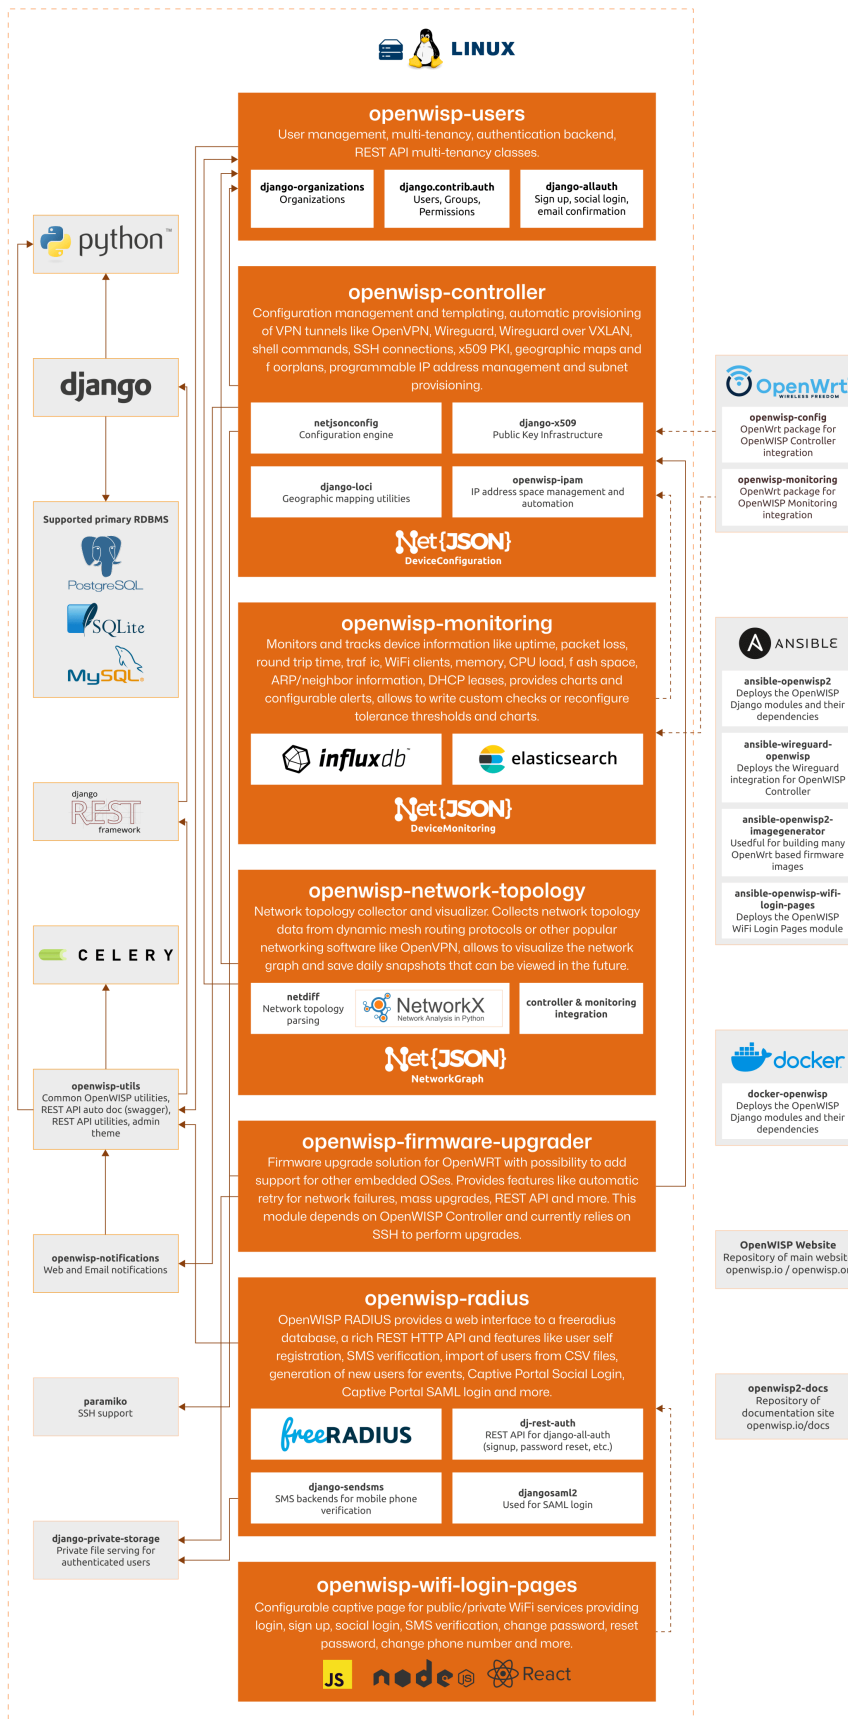 LINUX
openwisp-users
User management, multi-tenancy, authentication backend,
REST API multi-tenancy classes.
django-organizations
Organizations
django.contrib.auth
Users, Groups,
Permissions
django-allauth
Sign up, social login,
email confirmation
python™
django
Supported primary RDBMS
PostgreSQL
SQLite
MySQL®
django
REST
framework
CELERY
openwisp-utils
Common OpenWISP utilities,
REST API auto doc (swagger),
REST API utilities, admin
theme
openwisp-notifications
Web and Email notifications
paramiko
SSH support
django-private-storage
Private file serving for
authenticated users
openwisp-controller
Configuration management and templating, automatic provisioning
of VPN tunnels like OpenVPN, Wireguard, Wireguard over VXLAN,
shell commands, SSH connections, x509 PKI, geographic maps and
f oorplans, programmable IP address management and subnet
provisioning.
netjsonconfig
Configuration engine
django-x509
Public Key Infrastructure
django-loci
Geographic mapping utilities
openwisp-ipam
IP address space management and
automation
Net{JSON}
DeviceConfiguration
openwisp-monitoring
Monitors and tracks device information like uptime, packet loss,
round trip time, traf ic, WiFi clients, memory, CPU load, f ash space,
ARP/neighbor information, DHCP leases, provides charts and
configurable alerts, allows to write custom checks or reconfigure
tolerance thresholds and charts.
influxdb
elasticsearch
Net{JSON}
DeviceMonitoring
openwisp-network-topology
Network topology collector and visualizer. Collects network topology
data from dynamic mesh routing protocols or other popular
networking software like OpenVPN, allows to visualize the network
graph and save daily snapshots that can be viewed in the future.
netdiff
Network topology
parsing
NetworkX
Network Analysis in Python
controller & monitoring
integration
Net{JSON}
NetworkGraph
openwisp-firmware-upgrader
Firmware upgrade solution for OpenWRT with possibility to add
support for other embedded OSes. Provides features like automatic
retry for network failures, mass upgrades, REST API and more. This
module depends on OpenWISP Controller and currently relies on
SSH to perform upgrades.
openwisp-radius
OpenWISP RADIUS provides a web interface to a freeradius
database, a rich REST HTTP API and features like user self
registration, SMS verification, import of users from CSV files,
generation of new users for events, Captive Portal Social Login,
Captive Portal SAML login and more.
freeRADIUS
dj-rest-auth
REST API for django-all-auth
(signup, password reset, etc.)
django-sendsms
SMS backends for mobile phone
verification
djangosaml2
Used for SAML login
openwisp-wifi-login-pages
Configurable captive page for public/private WiFi services providing
login, sign up, social login, SMS verification, change password, reset
password, change phone number and more.
JS
node JS
React
OpenWrt
WIRELESS FREEDOM
openwisp-config
OpenWrt package for
OpenWISP Controller
integration
openwisp-monitoring
OpenWrt package for
OpenWISP Monitoring
integration
A ANSIBLE
ansible-openwisp2
Deploys the OpenWISP
Django modules and their
dependencies
ansible-wireguard-
openwisp
Deploys the Wireguard
integration for OpenWISP
Controller
ansible-openwisp2-
imagegenerator
Usedful for building many
OpenWrt based firmware
images
ansible-openwisp-wifi-
login-pages
Deploys the OpenWISP
WiFi Login Pages module
docker
docker-openwisp
Deploys the OpenWISP
Django modules and their
dependencies
OpenWISP Website
Repository of main website
openwisp.io / openwisp.or
openwisp2-docs
Repository of
documentation site
openwisp.io/docs